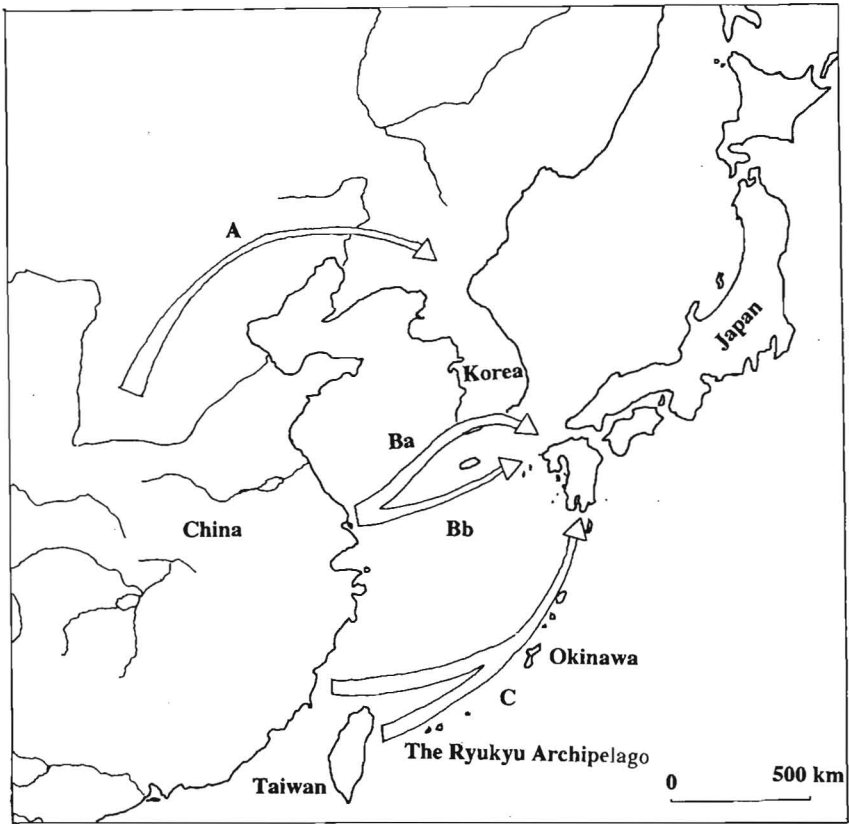 A
Japan
Korea
Ba
China
Bb
Okinawa
C
The Ryukyu Archipelago
Taiwan
0 500 km